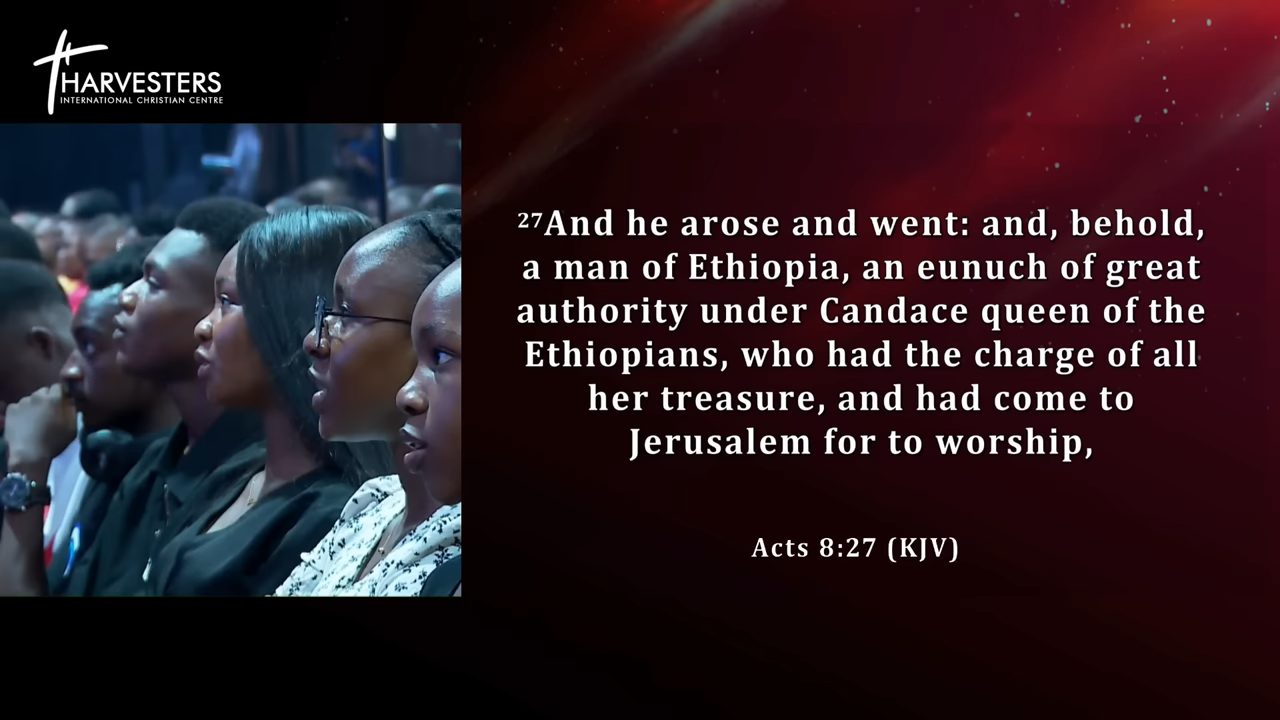 HARVESTERS
INTERNATIONAL CHRISTIAN CENTRE
27And he arose and went: and, behold,
a man of Ethiopia, an eunuch of great
authority under Candace queen of the
Ethiopians, who had the charge of all
her treasure, and had come to
Jerusalem for to worship,
Acts 8:27 (KJV)